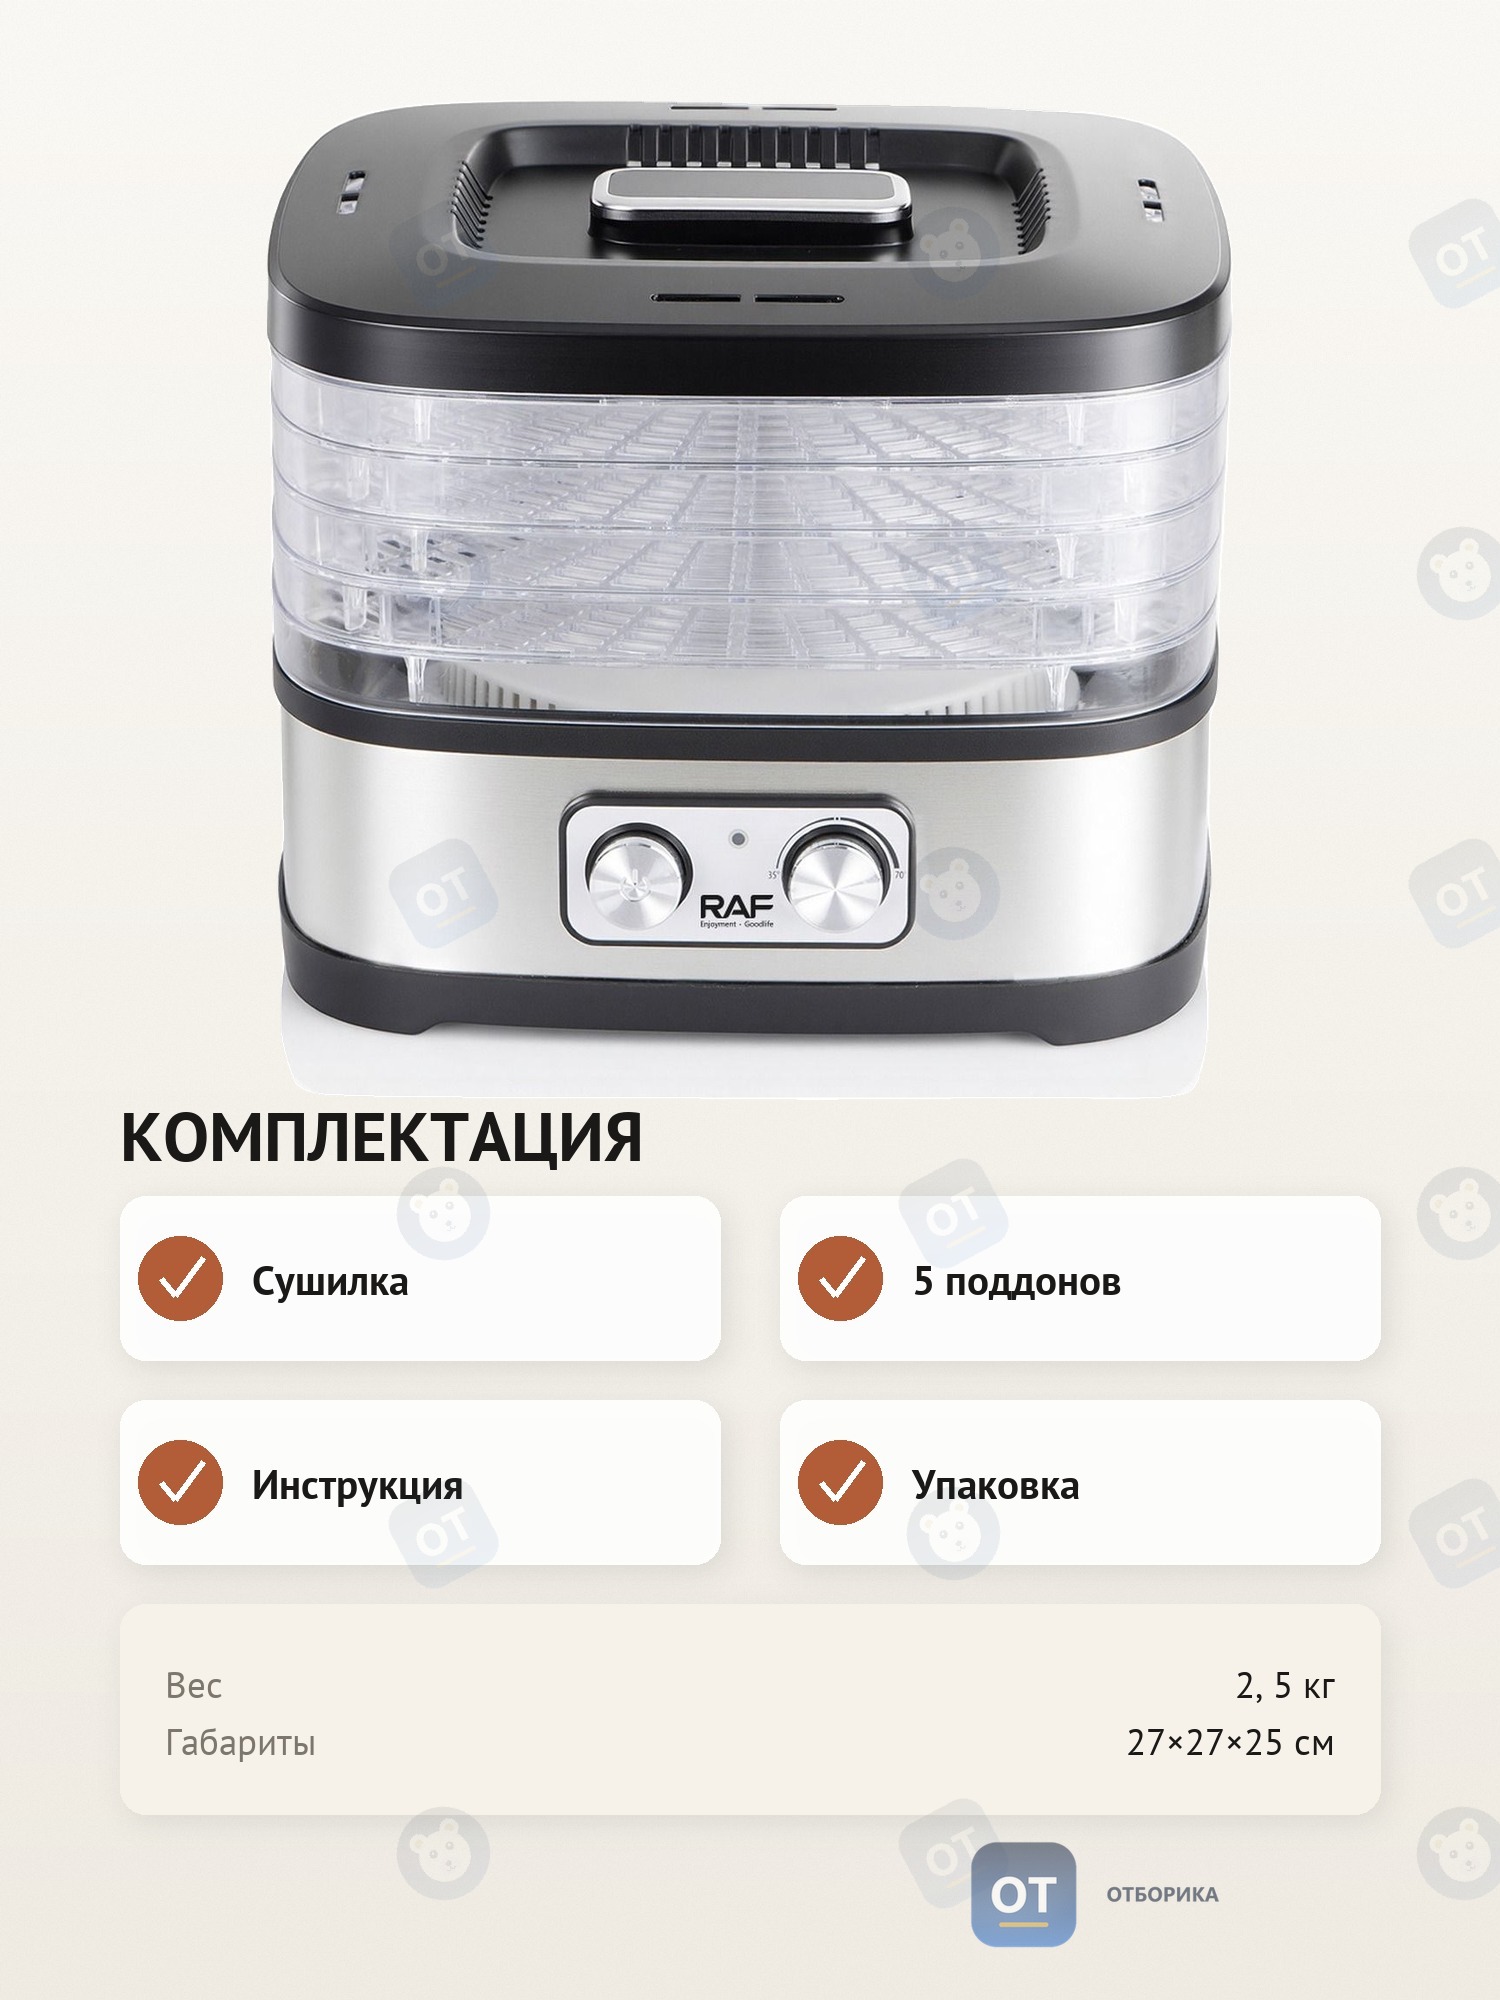 35°
70°
RAF
Enjoyment · Goodlife
КОМПЛЕКТАЦИЯ
Сушилка
5 поддонов
Инструкция
Упаковка
Вес
2, 5 кг
Габариты
27×27×25 см
ОТ
ОТБОРИКА